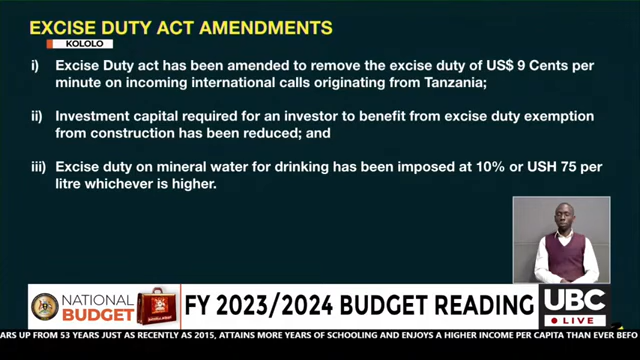 EXCISE DUTY ACT AMENDMENTS
KOLOLO
i) Excise Duty act has been amended to remove the excise duty of US$ 9 Cents per
minute on incoming international calls originating from Tanzania;
ii) Investment capital required for an investor to benefit from excise duty exemption
from construction has been reduced; and
iii) Excise duty on mineral water for drinking has been imposed at 10% or USH 75 per
litre whichever is higher.
NATIONAL
BUDGET
FY 2023/2024 BUDGET READING
UBC
LIVE
EARS UP FROM 53 YEARS JUST AS RECENTLY AS 2015, ATTAINS MORE YEARS OF SCHOOLING AND ENJOYS A HIGHER INCOME PER CAPITA THAN EVER BEFO